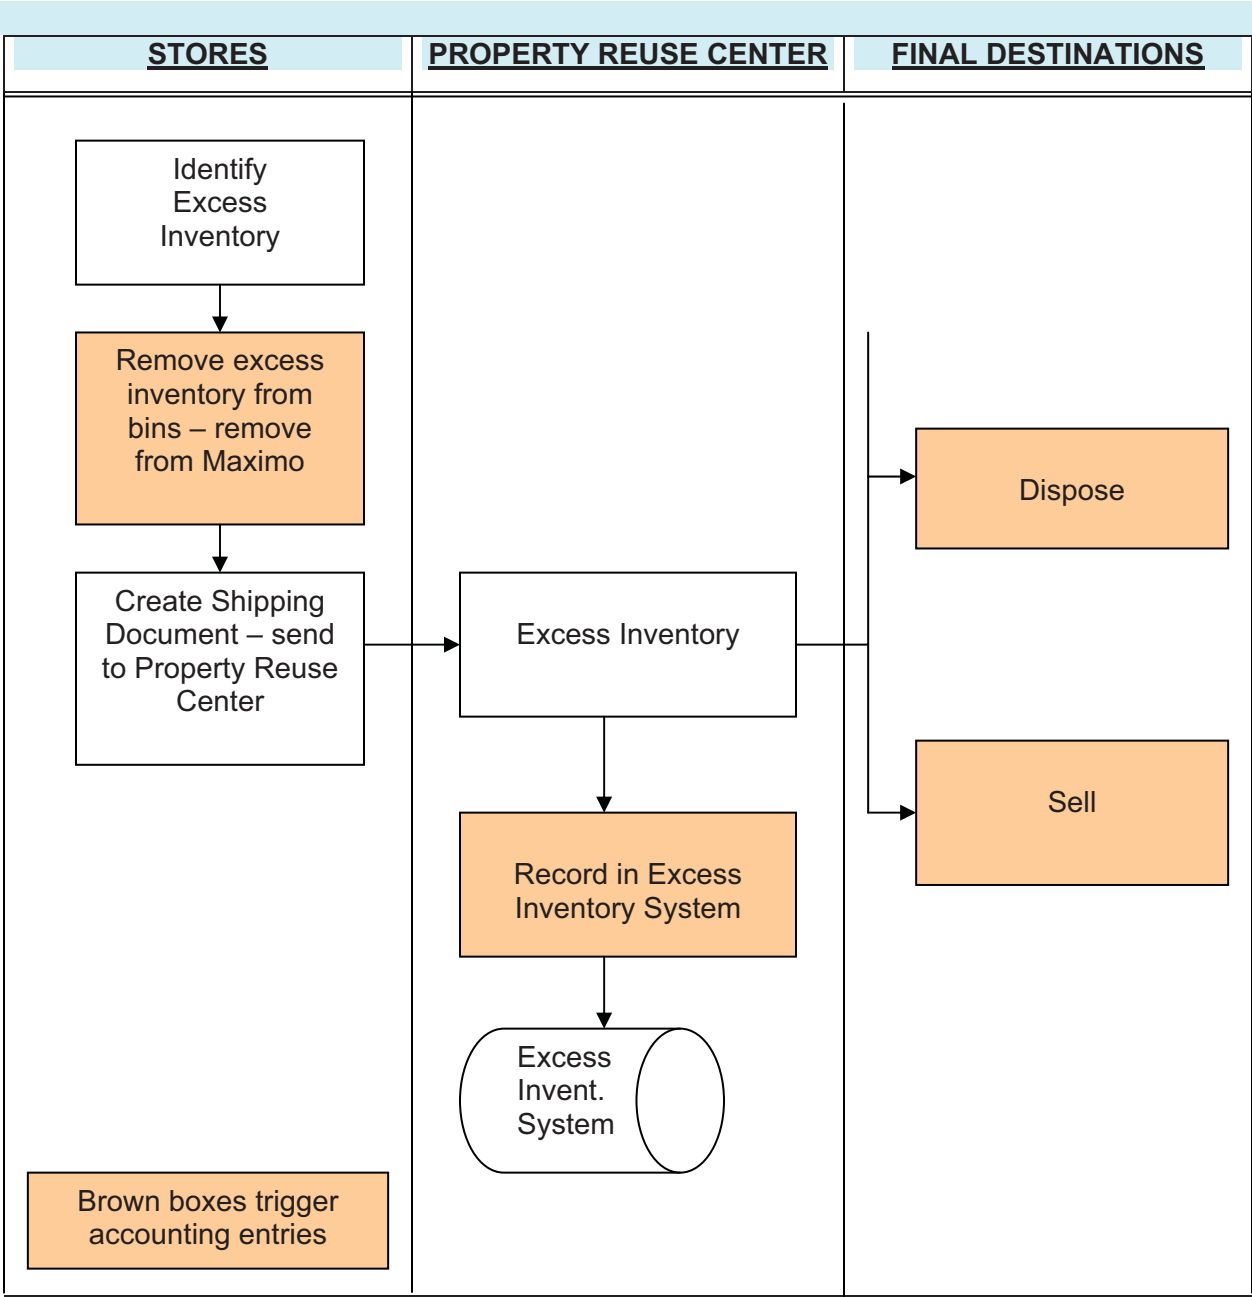 STORES
PROPERTY REUSE CENTER
FINAL DESTINATIONS
Identify
Excess
Inventory
Remove excess
inventory from
bins – remove
from Maximo
Create Shipping
Document – send
to Property Reuse
Center
Excess Inventory
Record in Excess
Inventory System
Excess
Invent.
System
Dispose
Sell
Brown boxes trigger
accounting entries